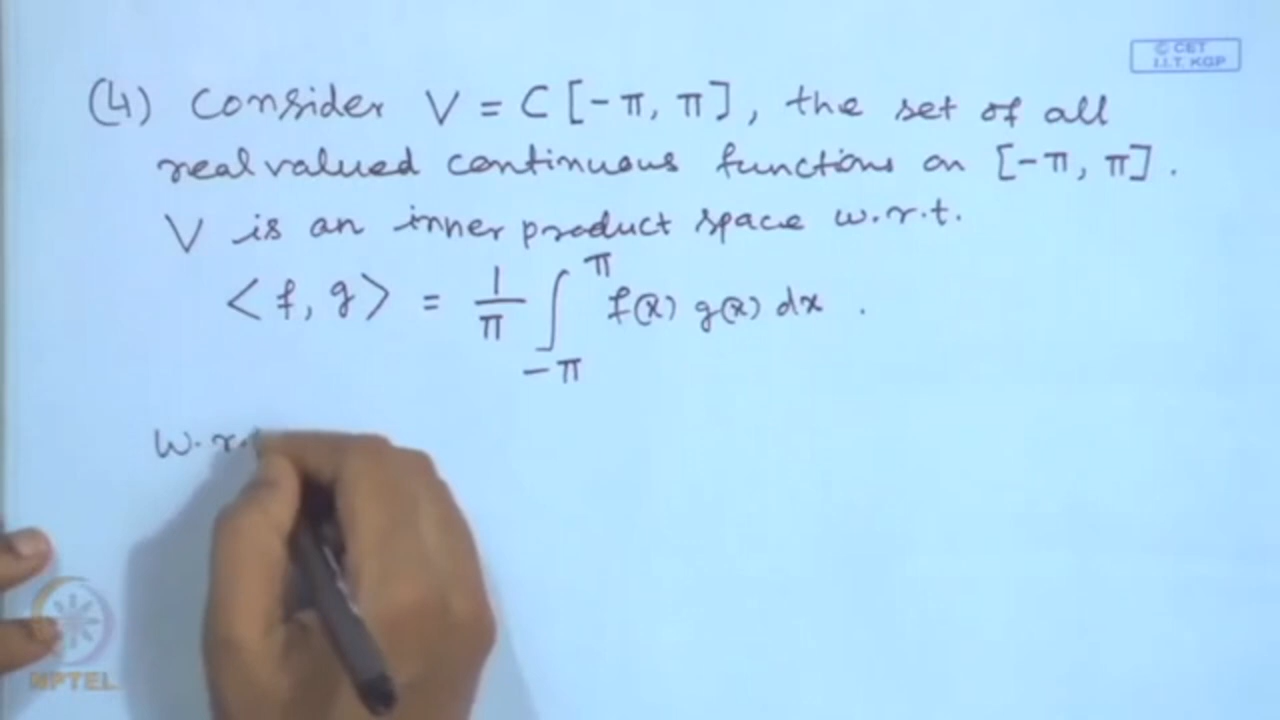 © CET
I.I.T. KGP
(4) Consider V = C [-π, π], the set of all
real valued continuous functions on [-π, π].
V is an inner product space w.r.t.
<f, g> = 1/π ∫_{-π}^{π} f(x) g(x) dx .
w.r.
NPTEL